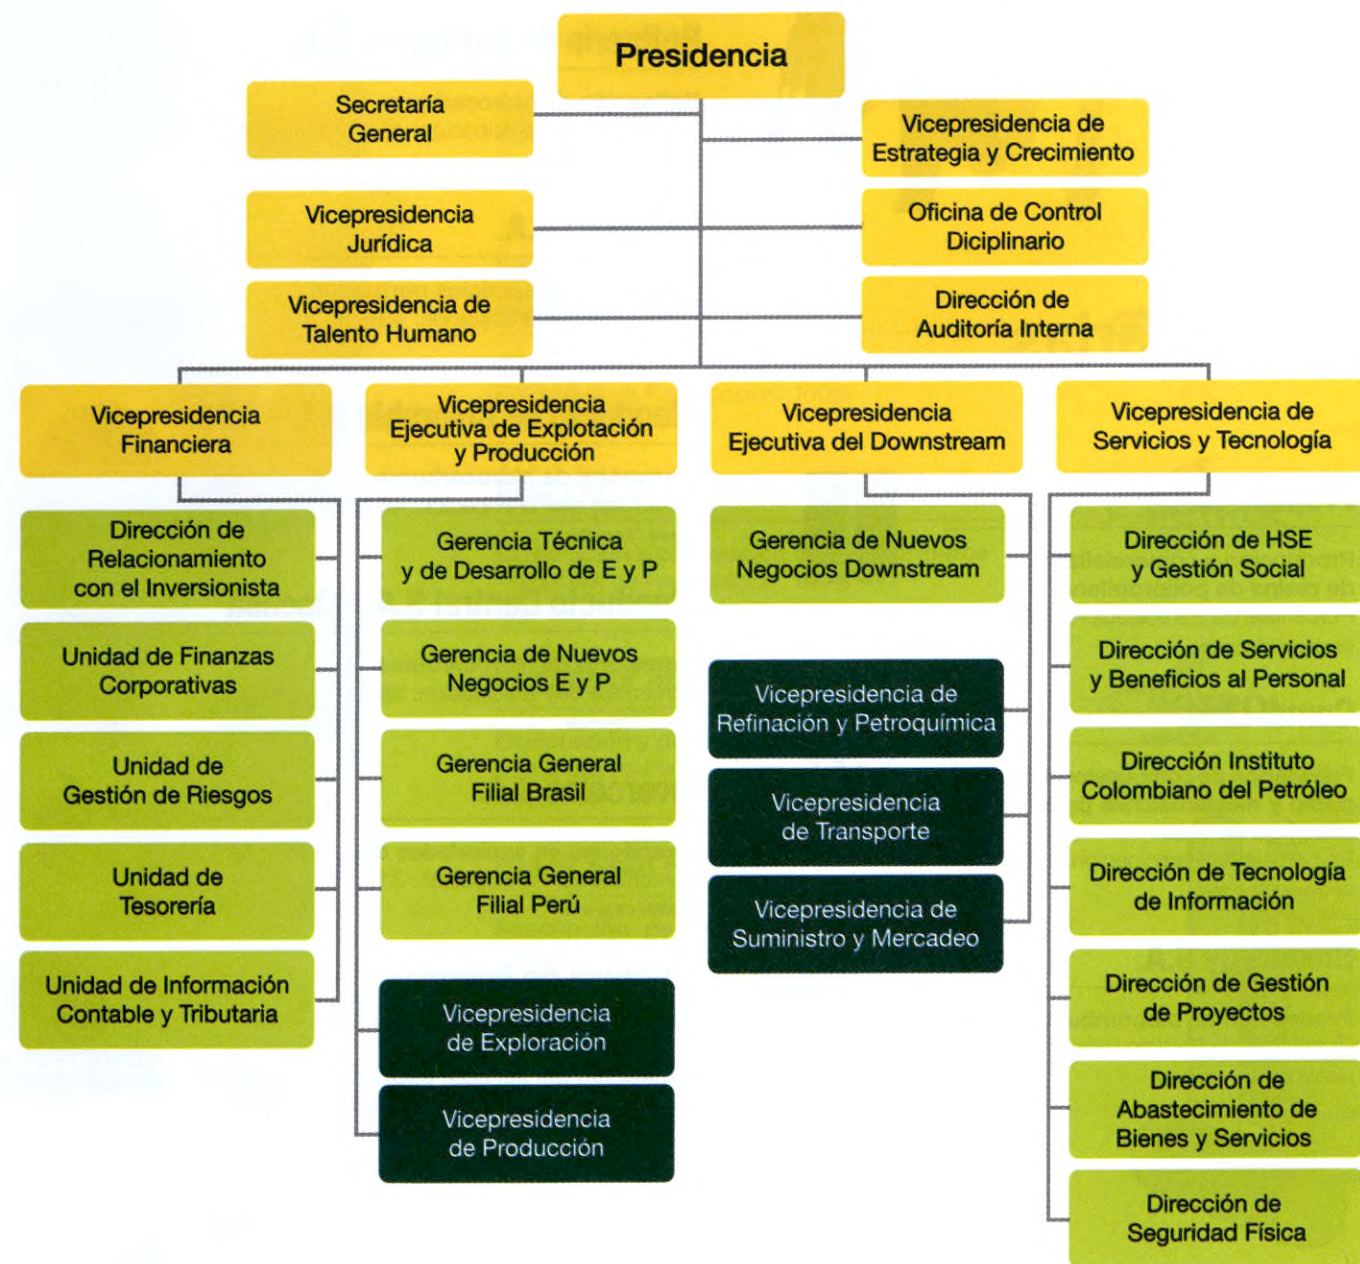 Presidencia
Secretaría
General
Vicepresidencia de
Estrategia y Crecimiento
Vicepresidencia
Jurídica
Oficina de Control
Diciplinario
Vicepresidencia de
Talento Humano
Dirección de
Auditoría Interna
Vicepresidencia
Financiera
Vicepresidencia
Ejecutiva de Explotación
y Producción
Vicepresidencia
Ejecutiva del Downstream
Vicepresidencia de
Servicios y Tecnología
Dirección de
Relacionamiento
con el Inversionista
Unidad de Finanzas
Corporativas
Unidad de
Gestión de Riesgos
Unidad de
Tesorería
Unidad de Información
Contable y Tributaria
Gerencia Técnica
y de Desarrollo de E y P
Gerencia de Nuevos
Negocios E y P
Gerencia General
Filial Brasil
Gerencia General
Filial Perú
Vicepresidencia
de Exploración
Vicepresidencia
de Producción
Gerencia de Nuevos
Negocios Downstream
Vicepresidencia de
Refinación y Petroquímica
Vicepresidencia
de Transporte
Vicepresidencia de
Suministro y Mercadeo
Dirección de HSE
y Gestión Social
Dirección de Servicios
y Beneficios al Personal
Dirección Instituto
Colombiano del Petróleo
Dirección de Tecnología
de Información
Dirección de Gestión
de Proyectos
Dirección de
Abastecimiento de
Bienes y Servicios
Dirección de
Seguridad Física